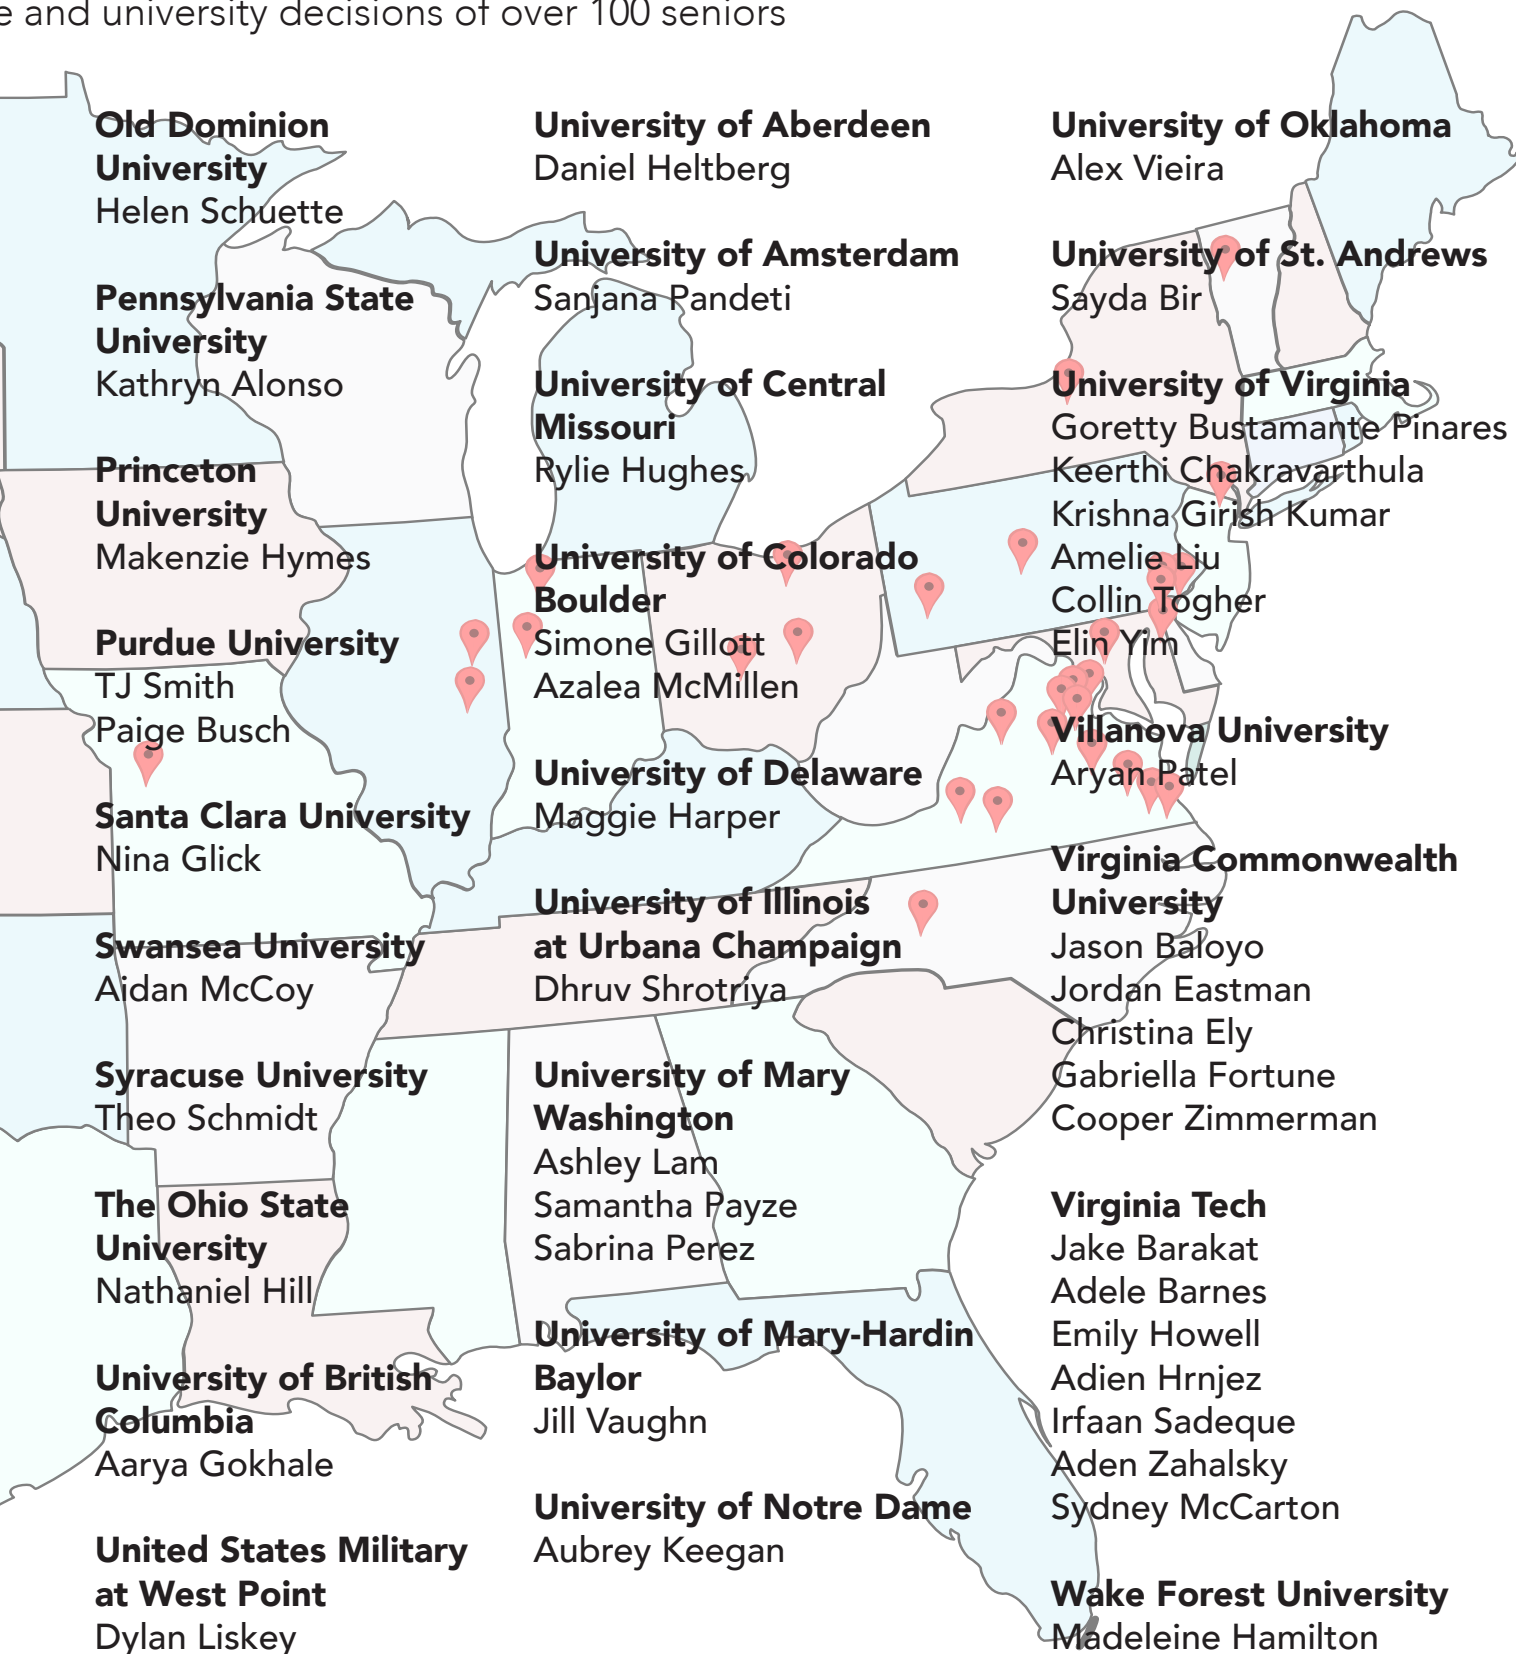 e and university decisions of over 100 seniors
Old Dominion
University
Helen Schuette
Pennsylvania State
University
Kathryn Alonso
Princeton
University
Makenzie Hymes
Purdue University
TJ Smith
Paige Busch
Santa Clara University
Nina Glick
Swansea University
Aidan McCoy
Syracuse University
Theo Schmidt
The Ohio State
University
Nathaniel Hill
University of British
Columbia
Aarya Gokhale
United States Military
at West Point
Dylan Liskey
University of Aberdeen
Daniel Heltberg
University of Amsterdam
Sanjana Pandeti
University of Central
Missouri
Rylie Hughes
University of Colorado
Boulder
Simone Gillott
Azalea McMillen
University of Delaware
Maggie Harper
University of Illinois
at Urbana Champaign
Dhruv Shrotriya
University of Mary
Washington
Ashley Lam
Samantha Payze
Sabrina Perez
University of Mary-Hardin
Baylor
Jill Vaughn
University of Notre Dame
Aubrey Keegan
University of Oklahoma
Alex Vieira
University of St. Andrews
Sayda Bir
University of Virginia
Goretty Bustamante Pinares
Keerthi Chakravarthula
Krishna Girish Kumar
Amelie Liu
Collin Togher
Elin Yim
Villanova University
Aryan Patel
Virginia Commonwealth
University
Jason Baloyo
Jordan Eastman
Christina Ely
Gabriella Fortune
Cooper Zimmerman
Virginia Tech
Jake Barakat
Adele Barnes
Emily Howell
Adien Hrnjez
Irfaan Sadeque
Aden Zahalsky
Sydney McCarton
Wake Forest University
Madeleine Hamilton